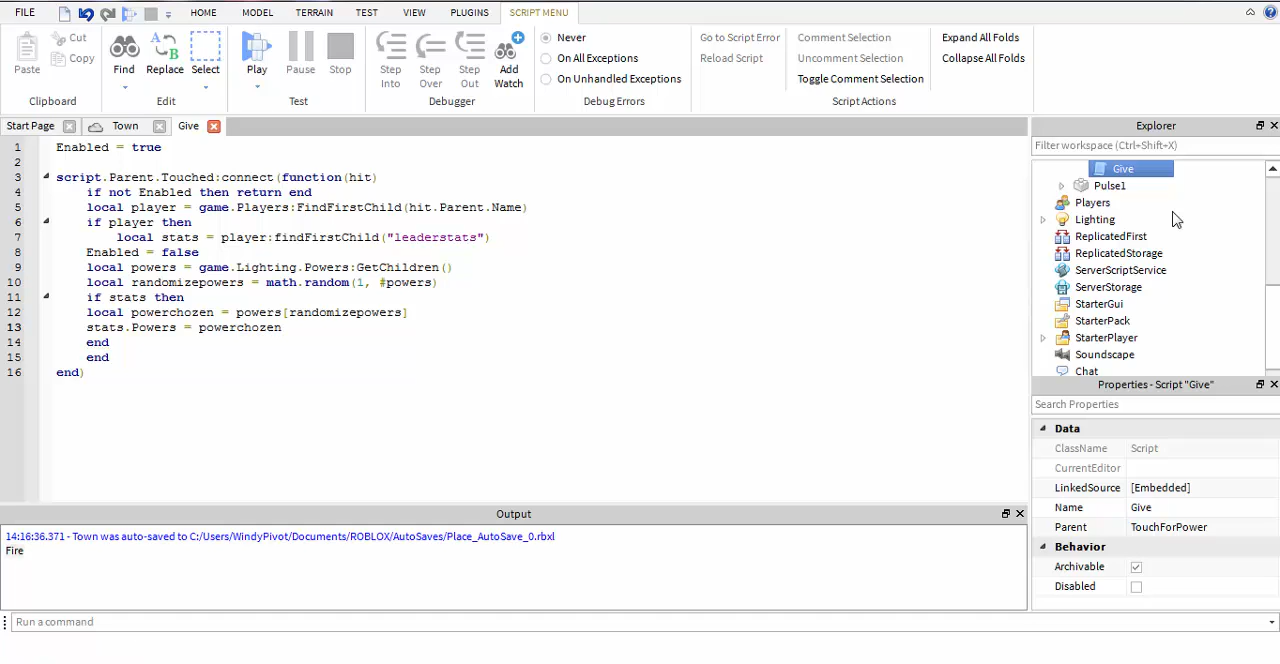 FILE HOME MODEL TERRAIN TEST VIEW PLUGINS SCRIPT MENU
Paste Cut Copy
Clipboard
Find Replace Select
Edit
Play Pause Stop
Test
Step Into Step Over Step Out Add Watch
Debugger
Never
On All Exceptions
On Unhandled Exceptions
Debug Errors
Go to Script Error
Reload Script
Comment Selection
Uncomment Selection
Toggle Comment Selection
Expand All Folds
Collapse All Folds
Script Actions
Start Page Town Give
1 Enabled = true
2
3 script.Parent.Touched:connect(function(hit)
4 if not Enabled then return end
5 local player = game.Players:FindFirstChild(hit.Parent.Name)
6 if player then
7 local stats = player:findFirstChild("leaderstats")
8 Enabled = false
9 local powers = game.Lighting.Powers:GetChildren()
10 local randomizepowers = math.random(1, #powers)
11 if stats then
12 local powerchozen = powers[randomizepowers]
13 stats.Powers = powerchozen
14 end
15 end
16 end)
Explorer
Filter workspace (Ctrl+Shift+X)
Give
Pulse1
Players
Lighting
ReplicatedFirst
ReplicatedStorage
ServerScriptService
ServerStorage
StarterGui
StarterPack
StarterPlayer
Soundscape
Chat
Properties - Script "Give"
Search Properties
Data
ClassName Script
CurrentEditor
LinkedSource [Embedded]
Name Give
Parent TouchForPower
Behavior
Archivable
Disabled
Output
14:16:36.371 - Town was auto-saved to C:/Users/WindyPivot/Documents/ROBLOX/AutoSaves/Place_AutoSave_0.rbxl
Fire
Run a command